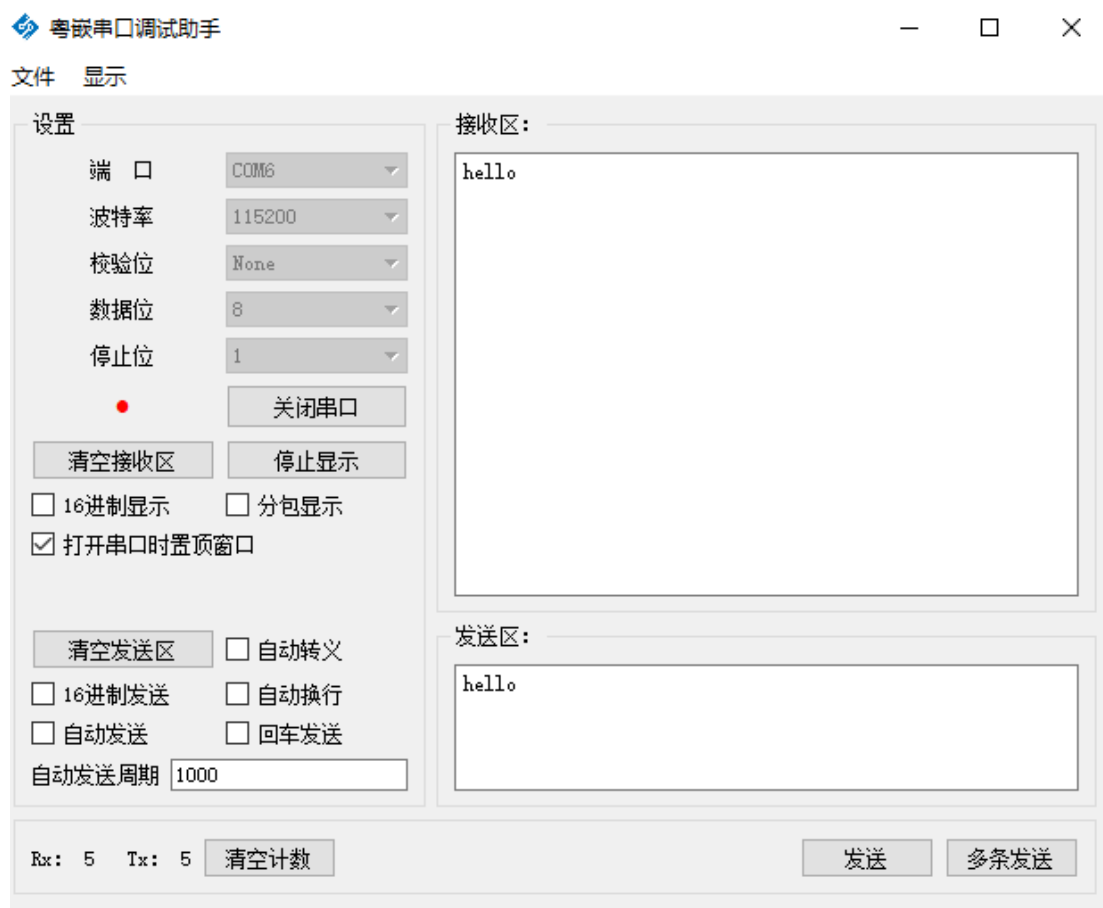 粤嵌串口调试助手
文件 显示
设置
端 口 COM6
波特率 115200
校验位 None
数据位 8
停止位 1
关闭串口
清空接收区 停止显示
16进制显示 分包显示
打开串口时置顶窗口
清空发送区 自动转义
16进制发送 自动换行
自动发送 回车发送
自动发送周期 1000
接收区:
hello
发送区:
hello
Rx: 5 Tx: 5 清空计数 发送 多条发送